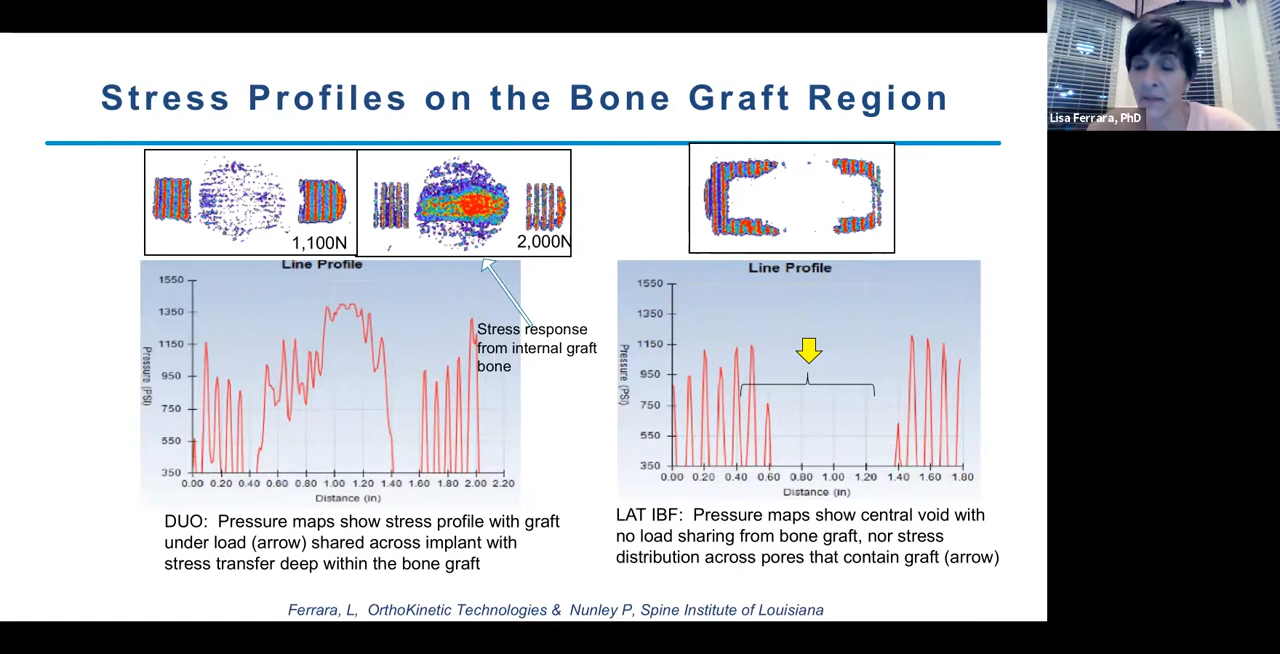 Stress Profiles on the Bone Graft Region
Lisa Ferrara, PhD
1,100N
2,000N
Line Profile
1550
1350
1150
950
750
550
350
Pressure (PSI)
0.00 0.20 0.40 0.60 0.80 1.00 1.20 1.40 1.60 1.80 2.00 2.20
Distance (in)
Stress response
from internal graft
bone
Line Profile
1550
1350
1150
950
750
550
350
Pressure (PSI)
0.00 0.20 0.40 0.60 0.80 1.00 1.20 1.40 1.60 1.80
Distance (in)
DUO: Pressure maps show stress profile with graft
under load (arrow) shared across implant with
stress transfer deep within the bone graft
LAT IBF: Pressure maps show central void with
no load sharing from bone graft, nor stress
distribution across pores that contain graft (arrow)
Ferrara, L, OrthoKinetic Technologies & Nunley P, Spine Institute of Louisiana